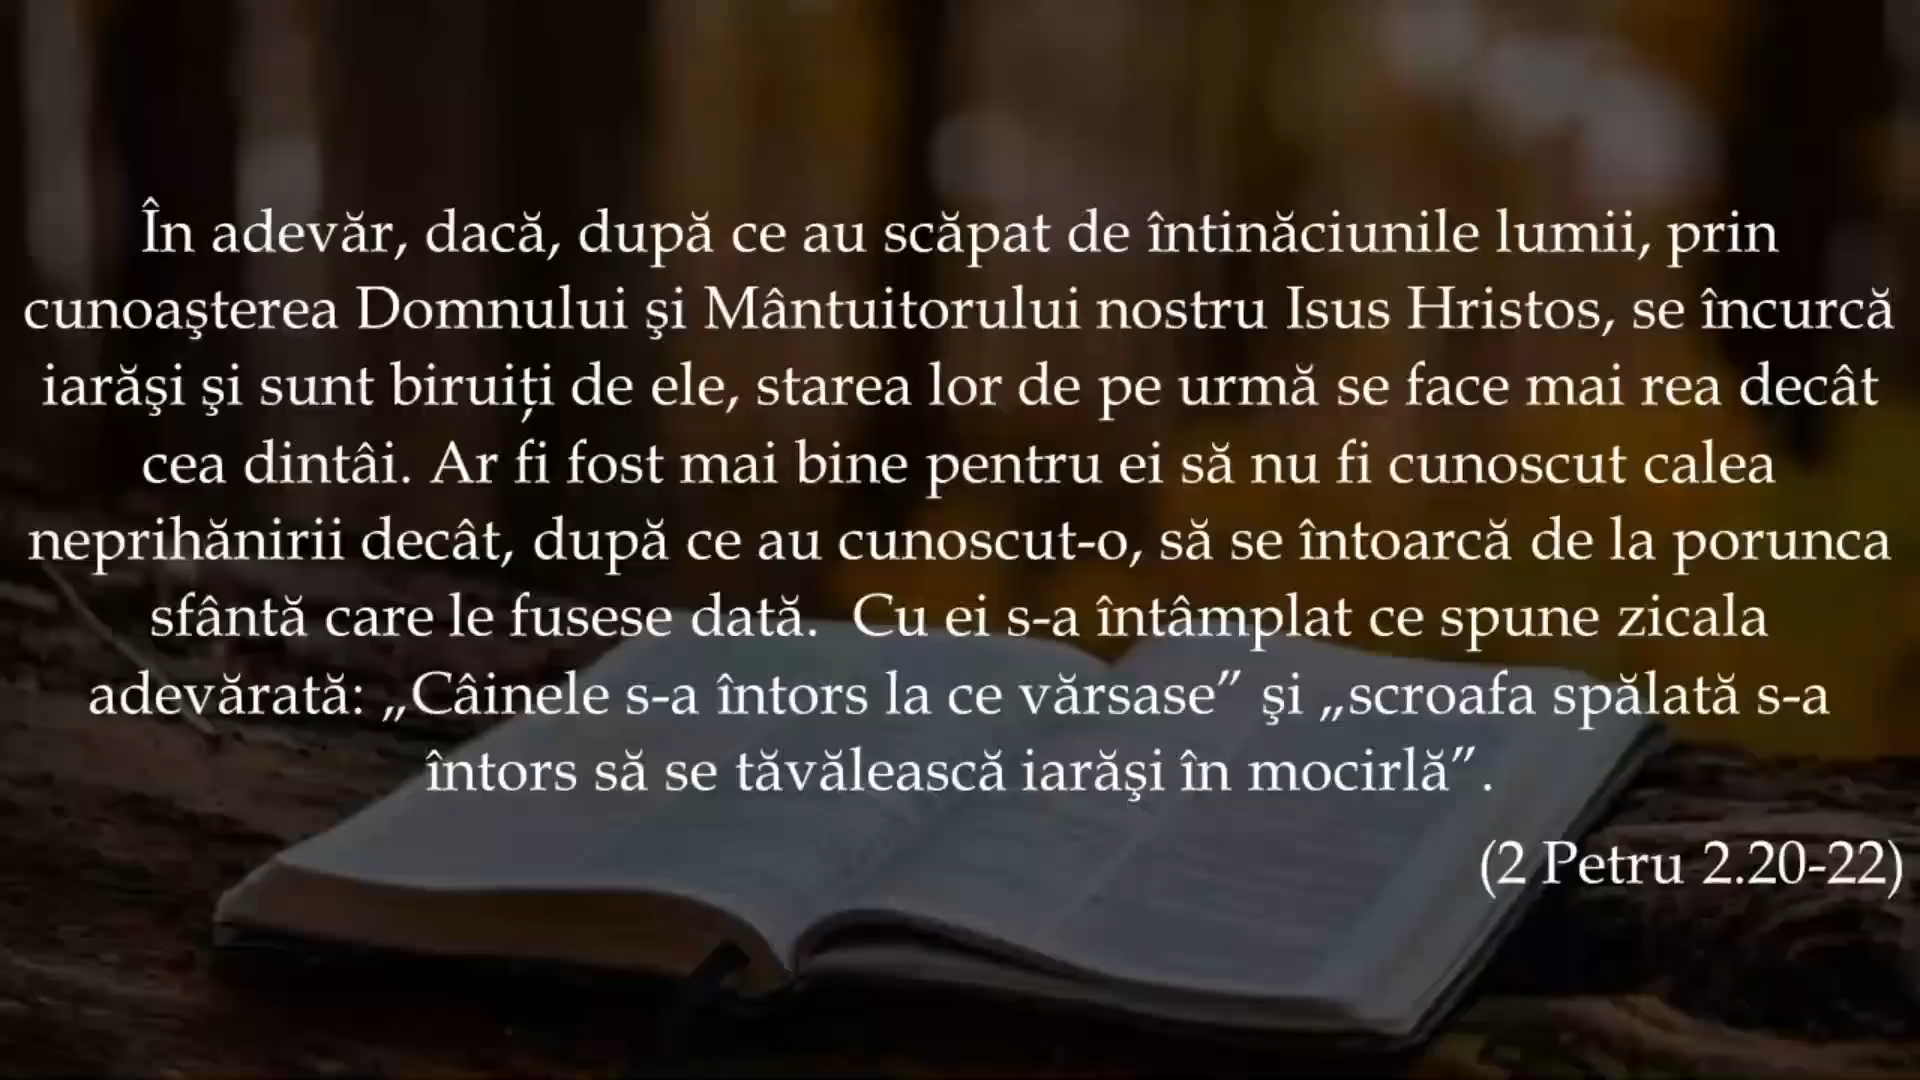 În adevăr, dacă, după ce au scăpat de întinăciunile lumii, prin
cunoaşterea Domnului şi Mântuitorului nostru Isus Hristos, se încurcă
iarăşi şi sunt biruiți de ele, starea lor de pe urmă se face mai rea decât
cea dintâi. Ar fi fost mai bine pentru ei să nu fi cunoscut calea
neprihănirii decât, după ce au cunoscut-o, să se întoarcă de la porunca
sfântă care le fusese dată.  Cu ei s-a întâmplat ce spune zicala
adevărată: „Câinele s-a întors la ce vărsase” şi „scroafa spălată s-a
întors să se tăvălească iarăşi în mocirlă”.
(2 Petru 2.20-22)